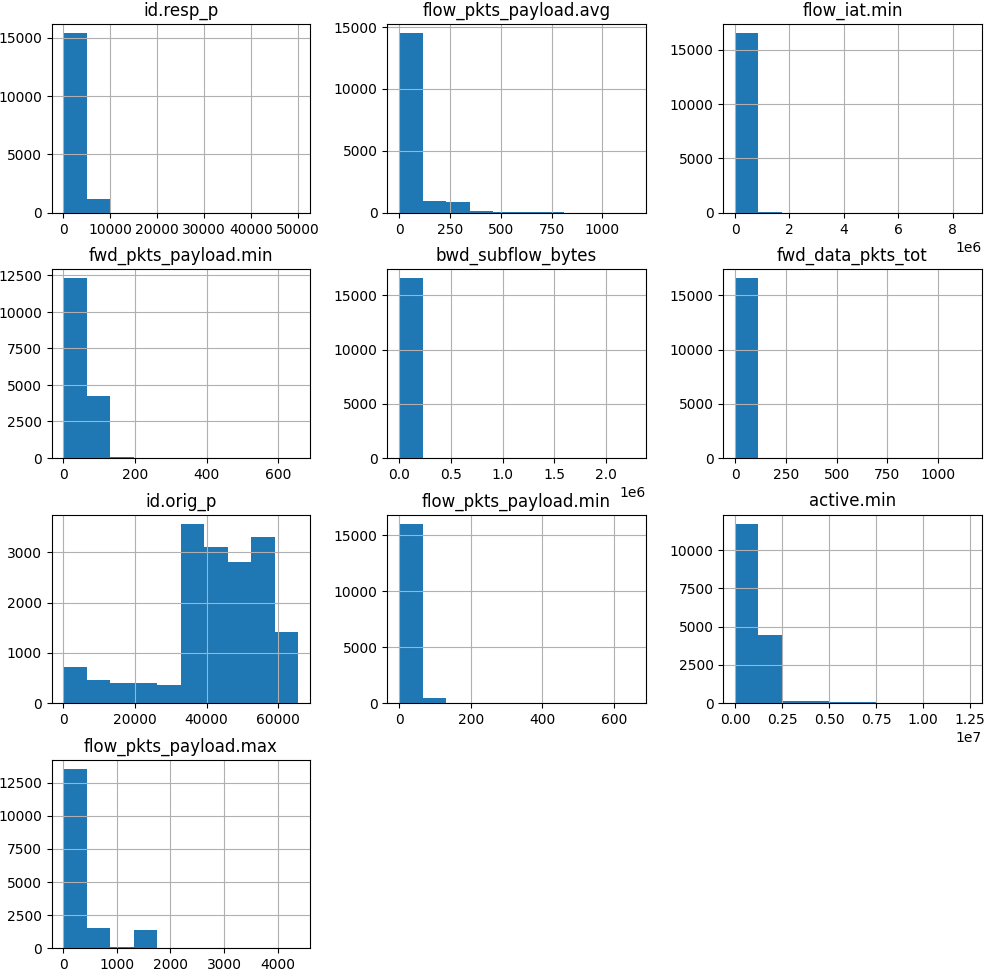 id.resp_p
flow_pkts_payload.avg
flow_iat.min
15000
10000
5000
0
0 10000 20000 30000 40000 50000
15000
10000
5000
0
0 250 500 750 1000
15000
10000
5000
0
0 2 4 6 8
1e6
fwd_pkts_payload.min
bwd_subflow_bytes
fwd_data_pkts_tot
12500
10000
7500
5000
2500
0
0 200 400 600
15000
10000
5000
0
0.0 0.5 1.0 1.5 2.0
1e6
15000
10000
5000
0
0 250 500 750 1000
id.orig_p
flow_pkts_payload.min
active.min
3000
2000
1000
0
0 20000 40000 60000
15000
10000
5000
0
0 200 400 600
10000
7500
5000
2500
0
0.00 0.25 0.50 0.75 1.00 1.25
1e7
flow_pkts_payload.max
12500
10000
7500
5000
2500
0
0 1000 2000 3000 4000